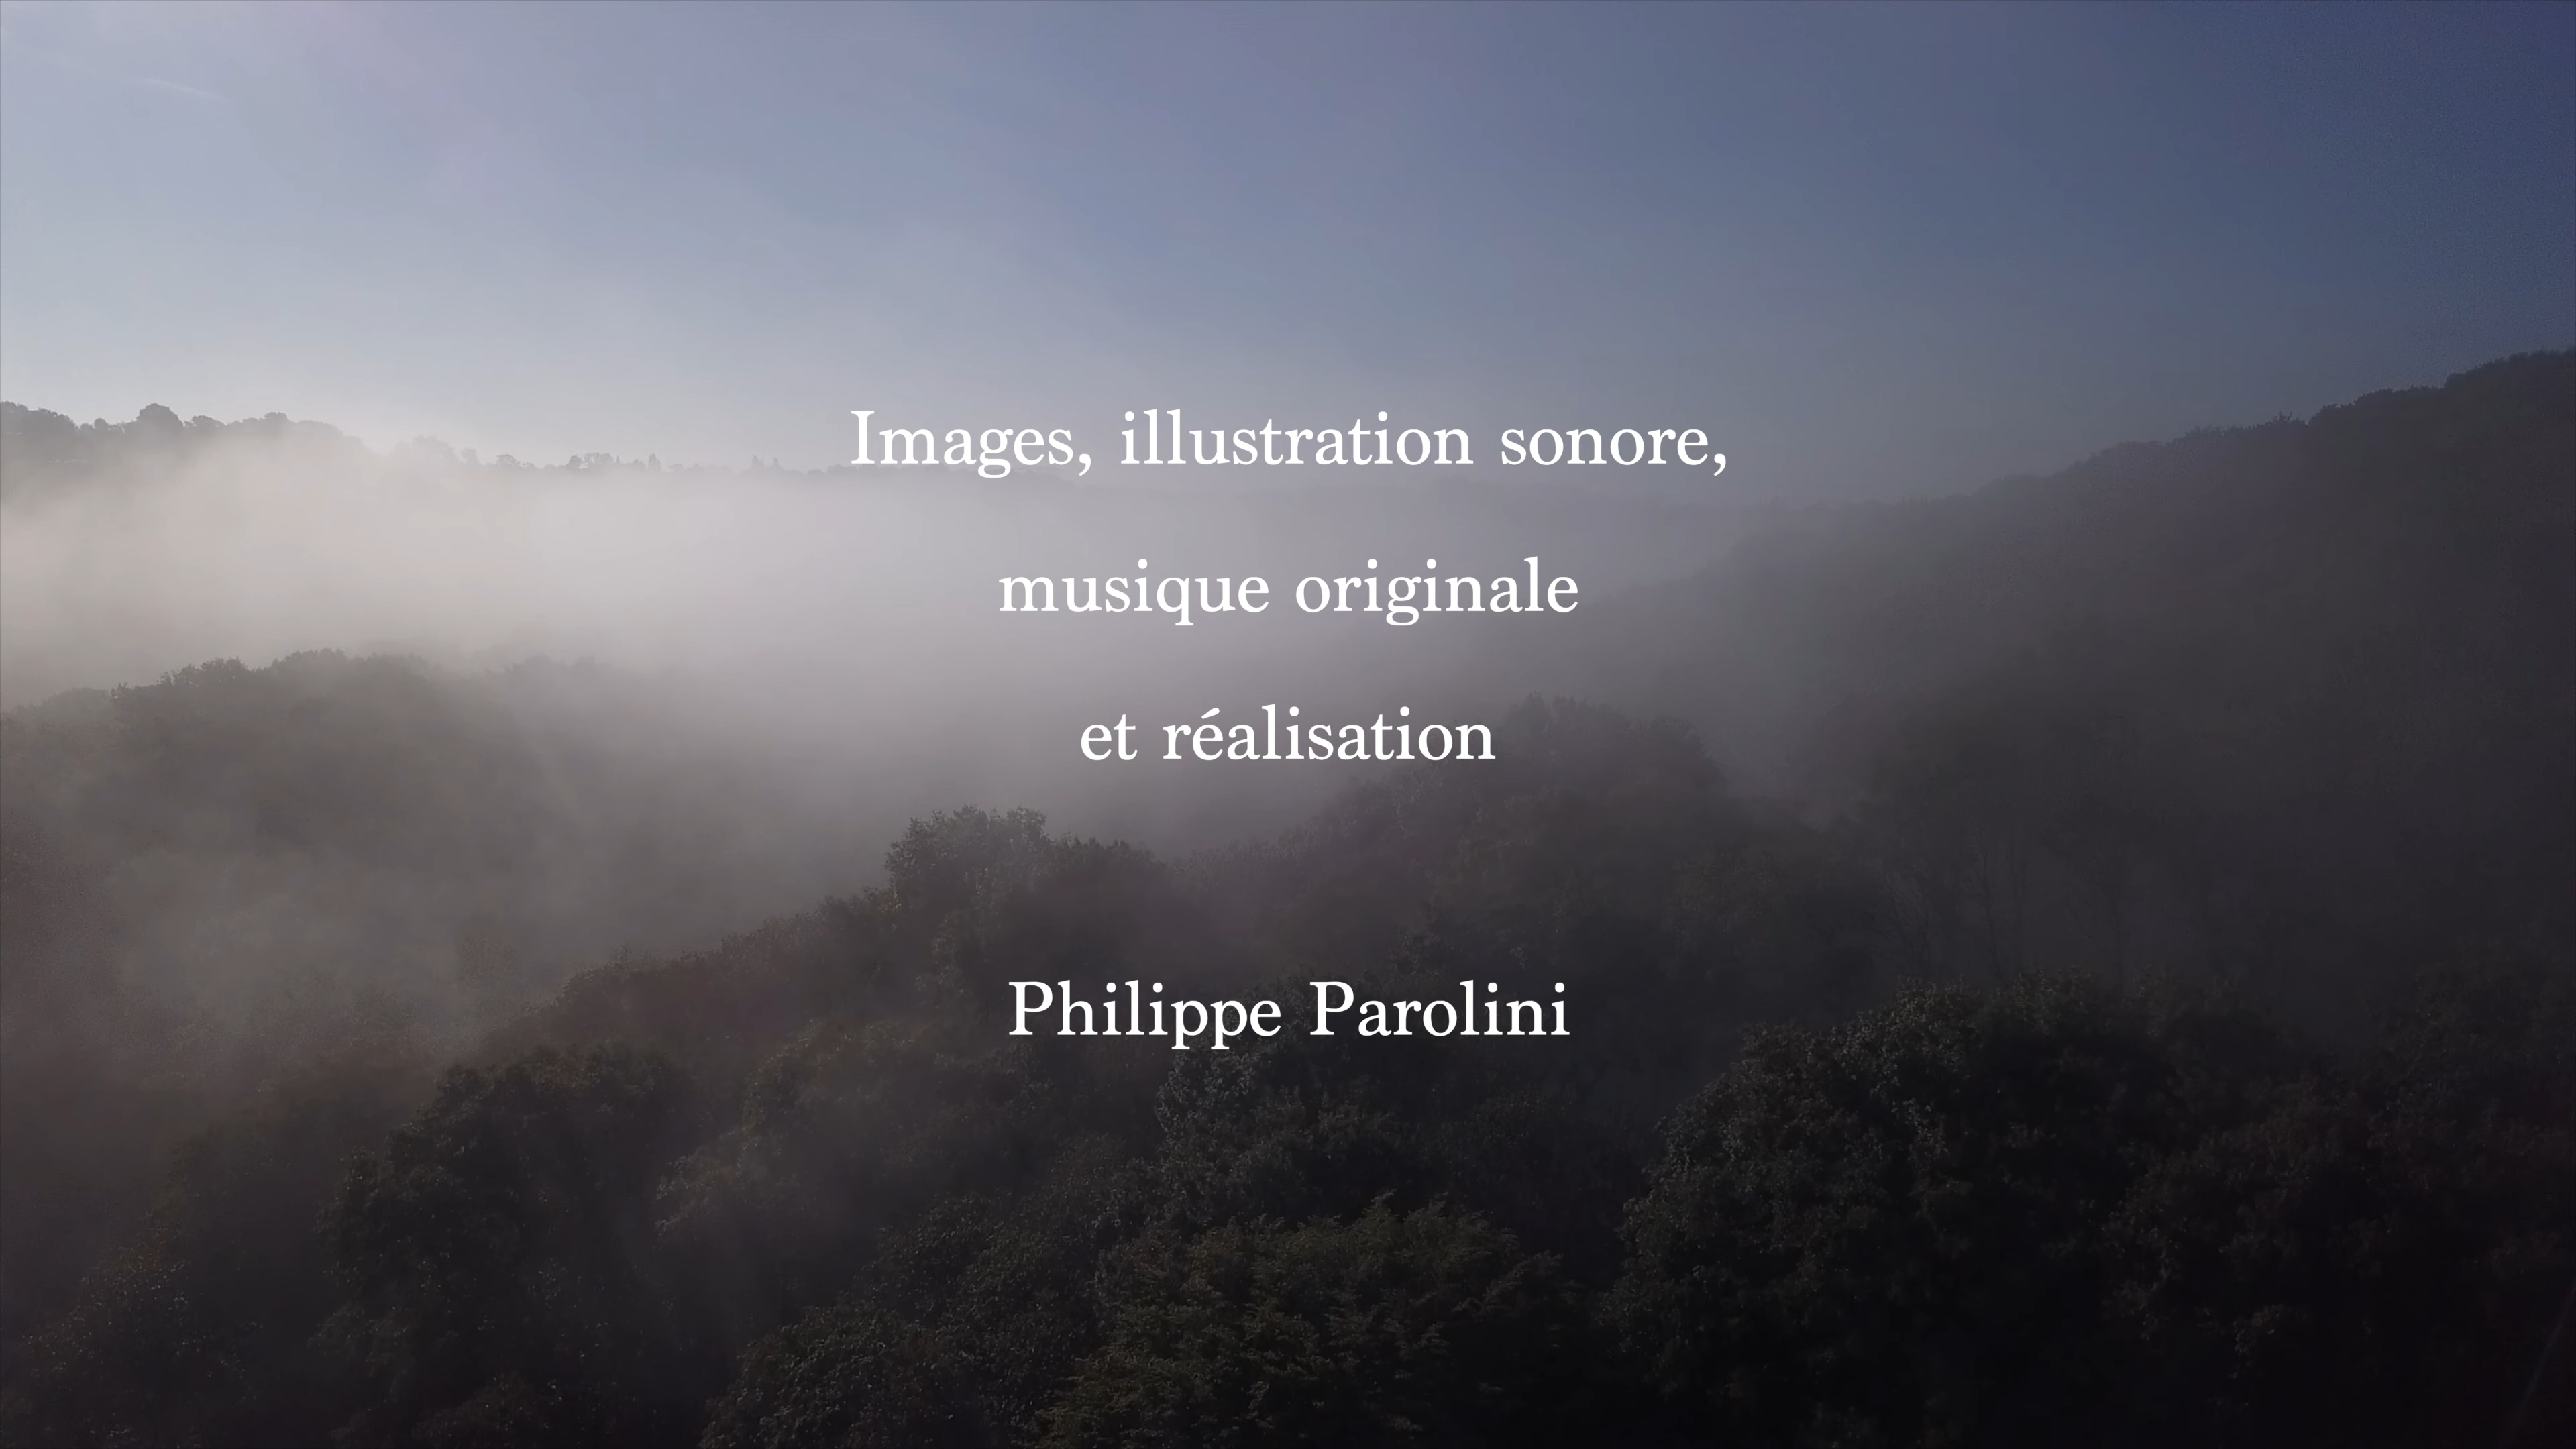 Images, illustration sonore,
musique originale
et réalisation
Philippe Parolini